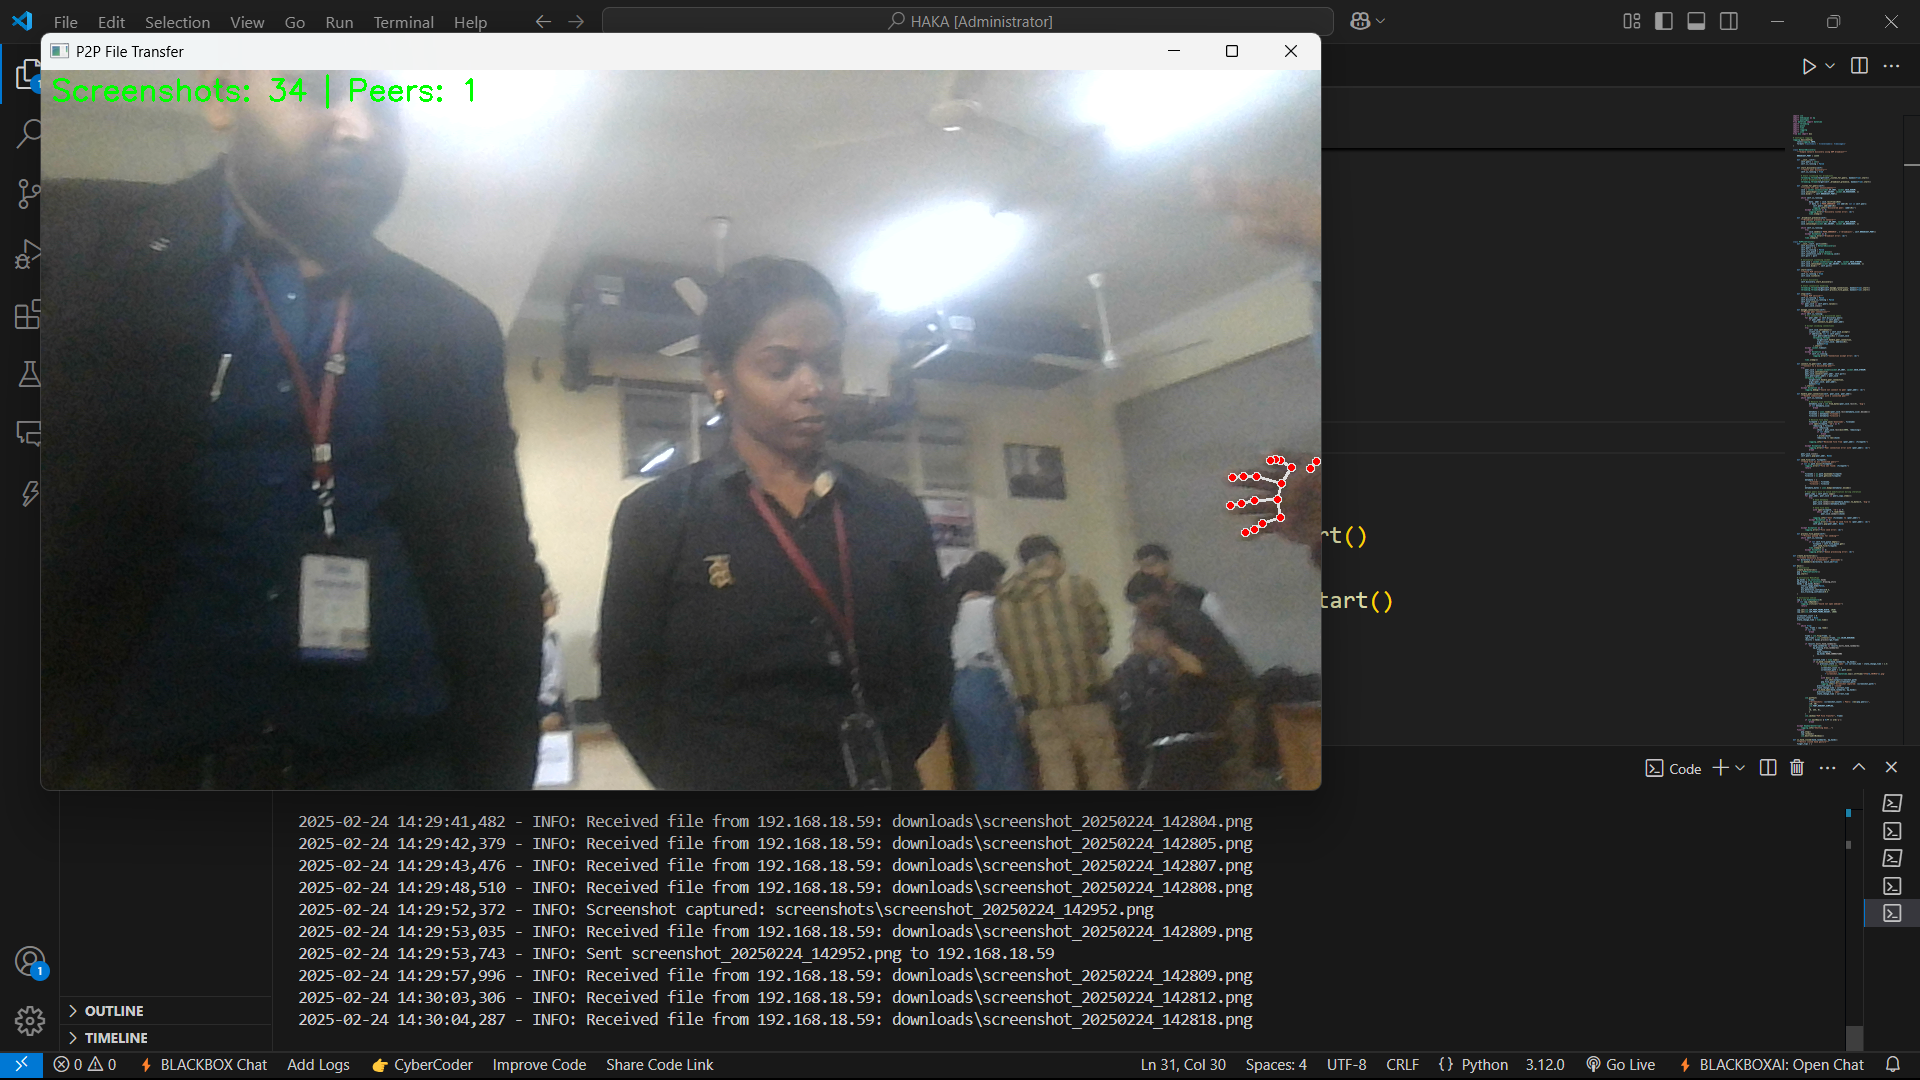 File Edit Selection View Go Run Terminal Help
HAKA [Administrator]
P2P File Transfer
Screenshots: 34 | Peers: 1
rt()
tart()
Code
2025-02-24 14:29:41,482 - INFO: Received file from 192.168.18.59: downloads\screenshot_20250224_142804.png
2025-02-24 14:29:42,379 - INFO: Received file from 192.168.18.59: downloads\screenshot_20250224_142805.png
2025-02-24 14:29:43,476 - INFO: Received file from 192.168.18.59: downloads\screenshot_20250224_142807.png
2025-02-24 14:29:48,510 - INFO: Received file from 192.168.18.59: downloads\screenshot_20250224_142808.png
2025-02-24 14:29:52,372 - INFO: Screenshot captured: screenshots\screenshot_20250224_142952.png
2025-02-24 14:29:53,035 - INFO: Received file from 192.168.18.59: downloads\screenshot_20250224_142809.png
2025-02-24 14:29:53,743 - INFO: Sent screenshot_20250224_142952.png to 192.168.18.59
2025-02-24 14:29:57,996 - INFO: Received file from 192.168.18.59: downloads\screenshot_20250224_142809.png
2025-02-24 14:30:03,306 - INFO: Received file from 192.168.18.59: downloads\screenshot_20250224_142812.png
2025-02-24 14:30:04,287 - INFO: Received file from 192.168.18.59: downloads\screenshot_20250224_142818.png
OUTLINE
TIMELINE
1
0 0 BLACKBOX Chat Add Logs CyberCoder Improve Code Share Code Link Ln 31, Col 30 Spaces: 4 UTF-8 CRLF {} Python 3.12.0 Go Live BLACKBOXAI: Open Chat